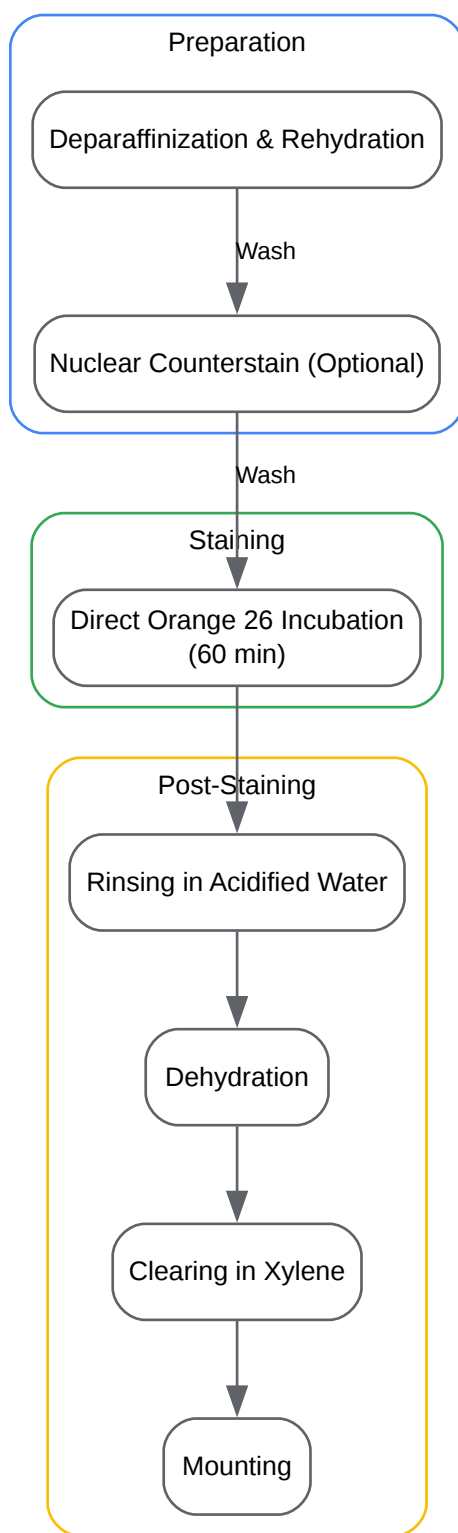 Preparation
Deparaffinization & Rehydration
Wash
Nuclear Counterstain (Optional)
Wash
Staining
Direct Orange 26 Incubation
(60 min)
Post-Staining
Rinsing in Acidified Water
Dehydration
Clearing in Xylene
Mounting